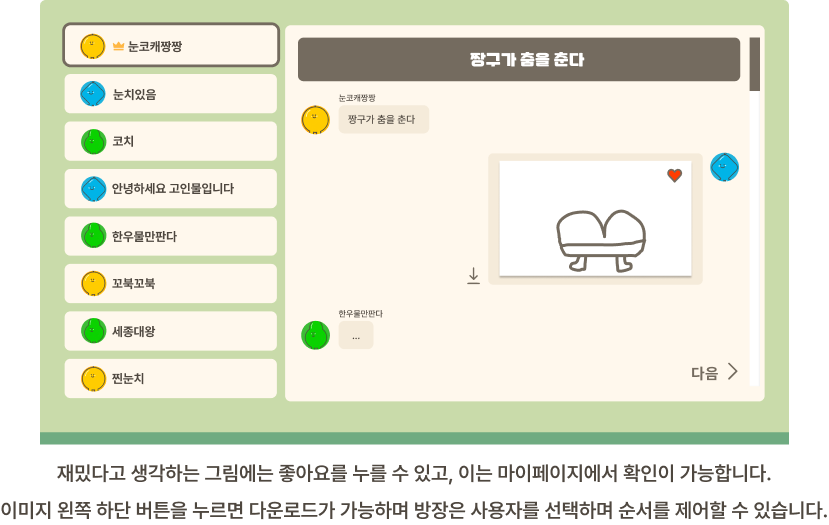 눈코캐짱짱
눈치있음
코치
안녕하세요 고인물입니다
한우물만판다
꼬북꼬북
세종대왕
찐눈치
짱구가 춤을 춘다
눈코캐짱짱
짱구가 춤을 춘다
한우물만판다
...
다음
재밌다고 생각하는 그림에는 좋아요를 누를 수 있고, 이는 마이페이지에서 확인이 가능합니다.
이미지 왼쪽 하단 버튼을 누르면 다운로드가 가능하며 방장은 사용자를 선택하며 순서를 제어할 수 있습니다.